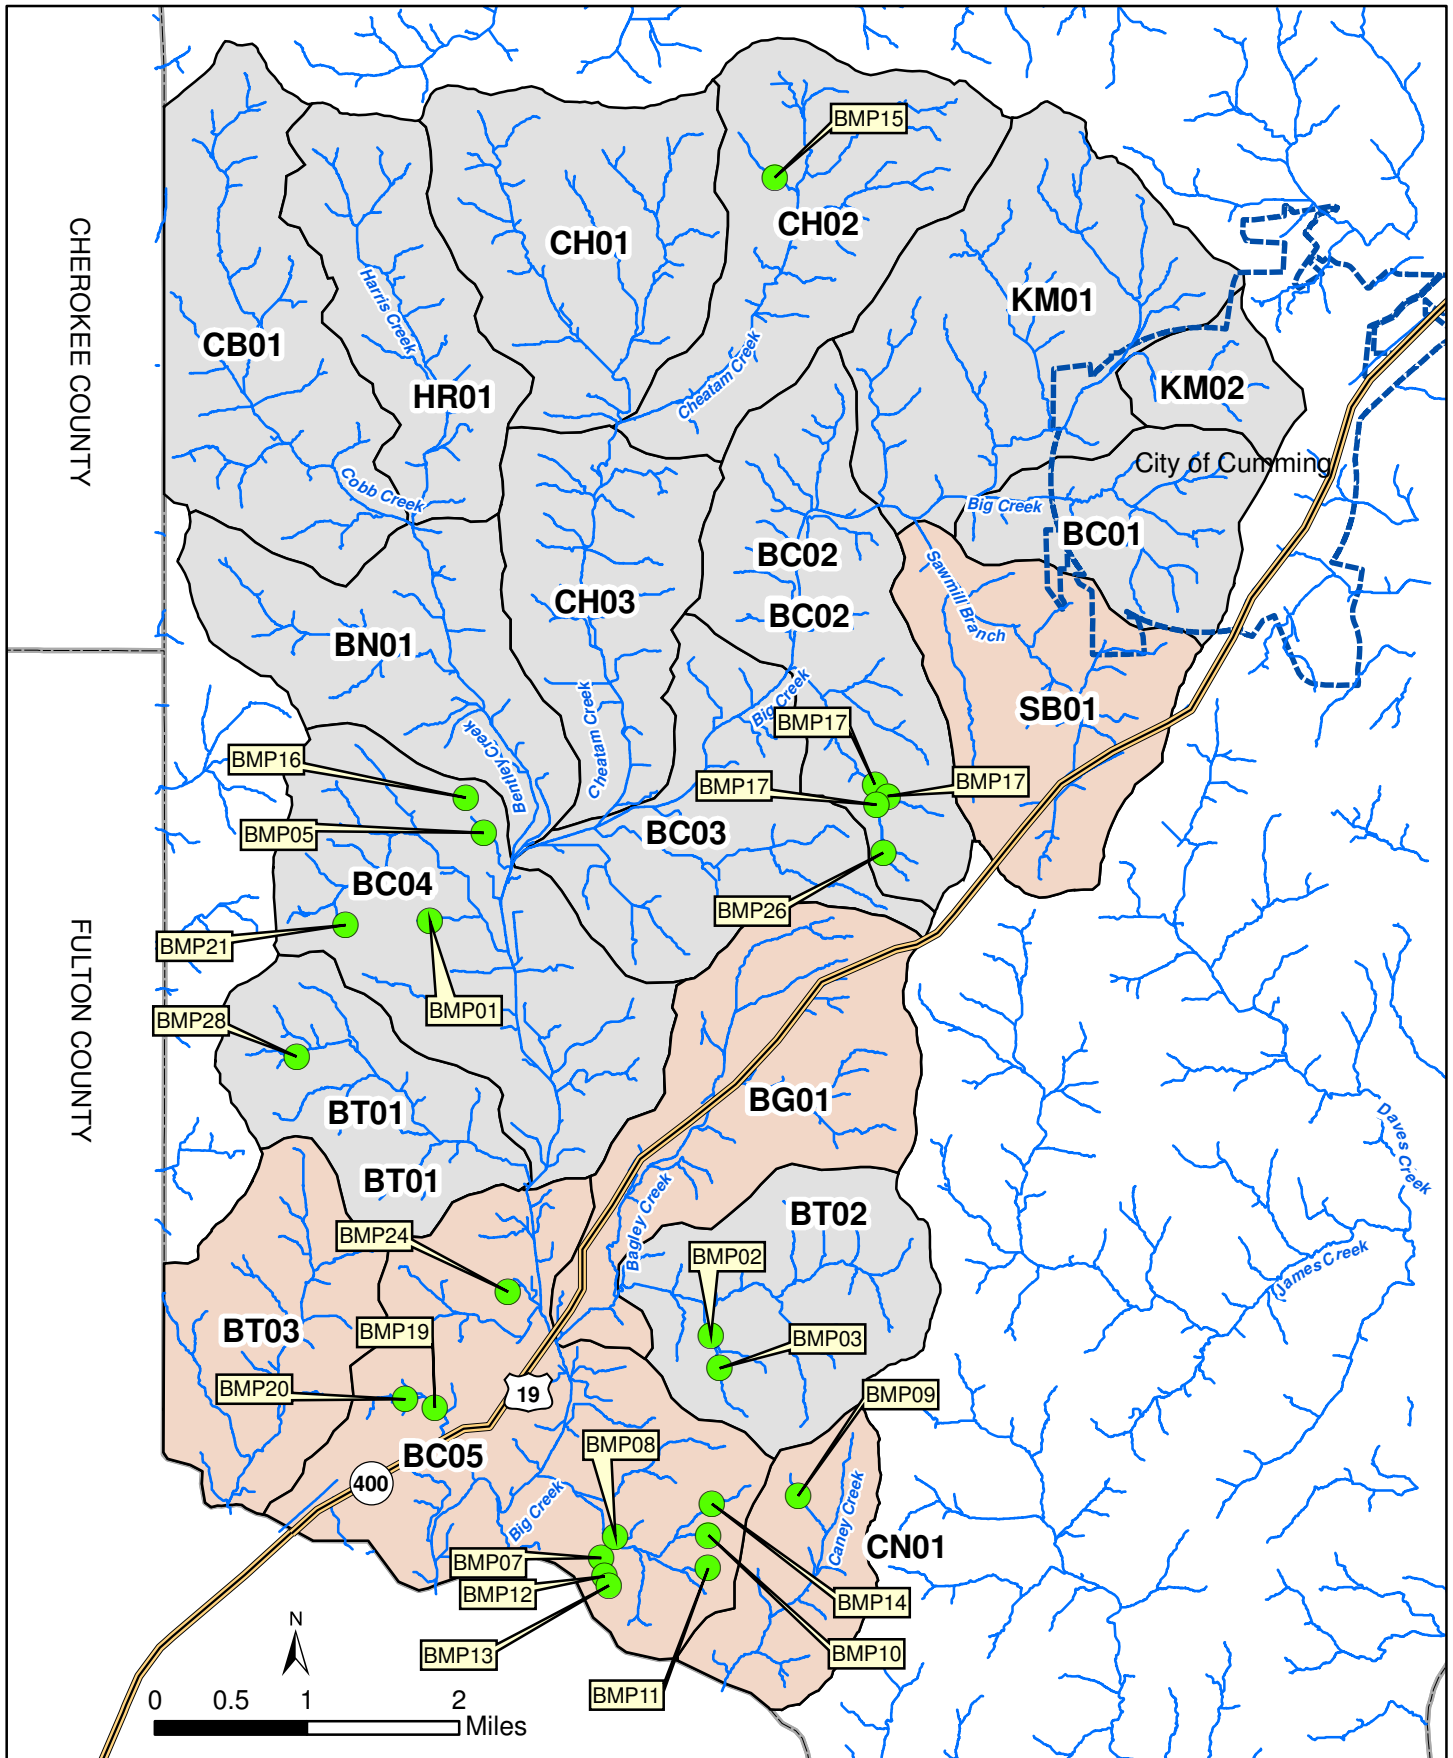 BMP15
CH02
CH01
CHEROKEE COUNTY
Harris Creek
KM01
CB01
Cheatam Creek
HR01
KM02
City of Cumming
Cobb Creek
Big Creek
BC01
BC02
Sawmill Branch
CH03
BC02
BN01
Big Creek
SB01
Cheatam Creek
BMP17
Bentley Creek
BMP16
BMP17
BMP17
BMP05
BC03
BC04
BMP26
BMP21
FULTON COUNTY
BMP01
BMP28
BG01
BT01
Daves Creek
BT01
Bagley Creek
BT02
BMP24
BMP02
James Creek
BT03
BMP19
BMP03
BMP20
19
BMP09
BC05
BMP08
400
Big Creek
Caney Creek
CN01
BMP07
BMP12
BMP14
BMP13
BMP10
BMP11
N
0 0.5 1 2
Miles